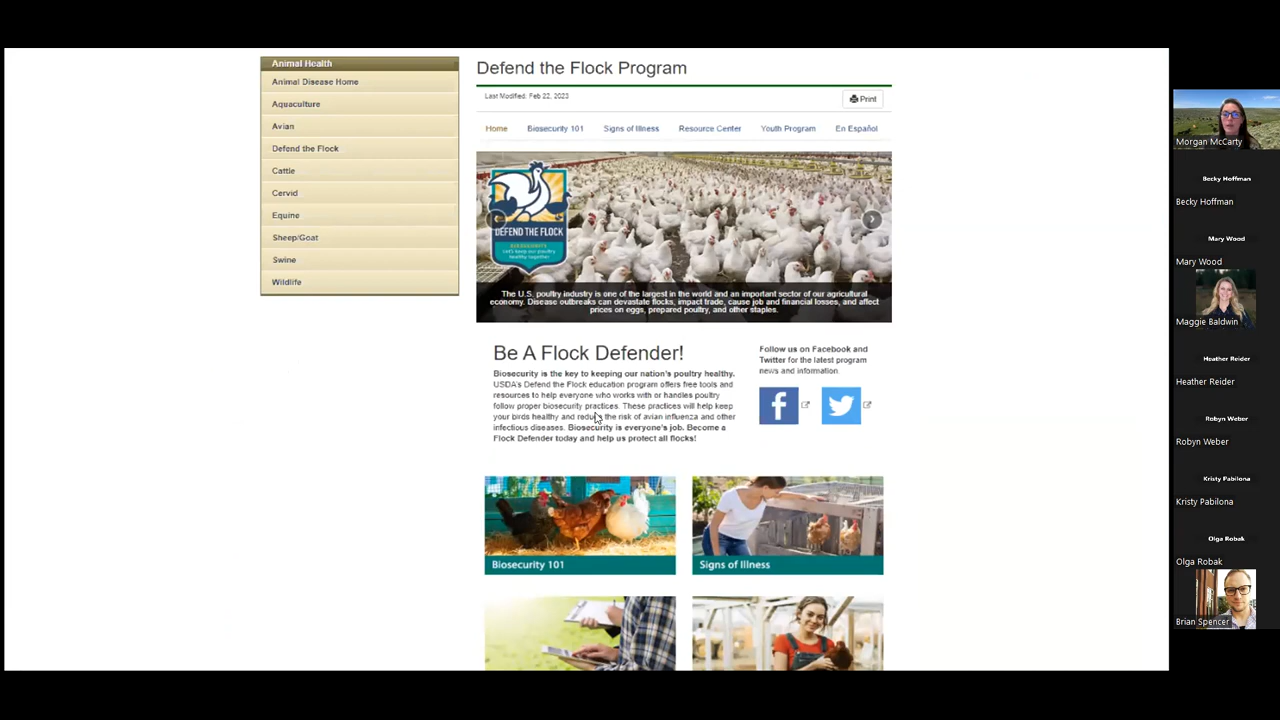 Animal Health
Animal Disease Home
Aquaculture
Avian
Defend the Flock
Cattle
Cervid
Equine
Sheep/Goat
Swine
Wildlife
Defend the Flock Program
Last Modified: Feb 22, 2023
Print
Home Biosecurity 101 Signs of Illness Resource Center Youth Program En Español
DEFEND THE FLOCK
BIOSECURITY
Let's keep our poultry
healthy together
The U.S. poultry industry is one of the largest in the world and an important sector of our agricultural
economy. Disease outbreaks can devastate flocks, impact trade, cause job and financial losses, and affect
prices on eggs, prepared poultry, and other staples.
Be A Flock Defender!
Biosecurity is the key to keeping our nation's poultry healthy.
USDA's Defend the Flock education program offers free tools and
resources to help everyone who works with or handles poultry
follow proper biosecurity practices. These practices will help keep
your birds healthy and reduce the risk of avian influenza and other
infectious diseases. Biosecurity is everyone's job. Become a
Flock Defender today and help us protect all flocks!
Follow us on Facebook and
Twitter for the latest program
news and information.
Biosecurity 101
Signs of Illness
Morgan McCarty
Becky Hoffman
Becky Hoffman
Mary Wood
Mary Wood
Maggie Baldwin
Heather Reider
Heather Reider
Robyn Weber
Robyn Weber
Kristy Pabilona
Kristy Pabilona
Olga Robak
Olga Robak
Brian Spencer